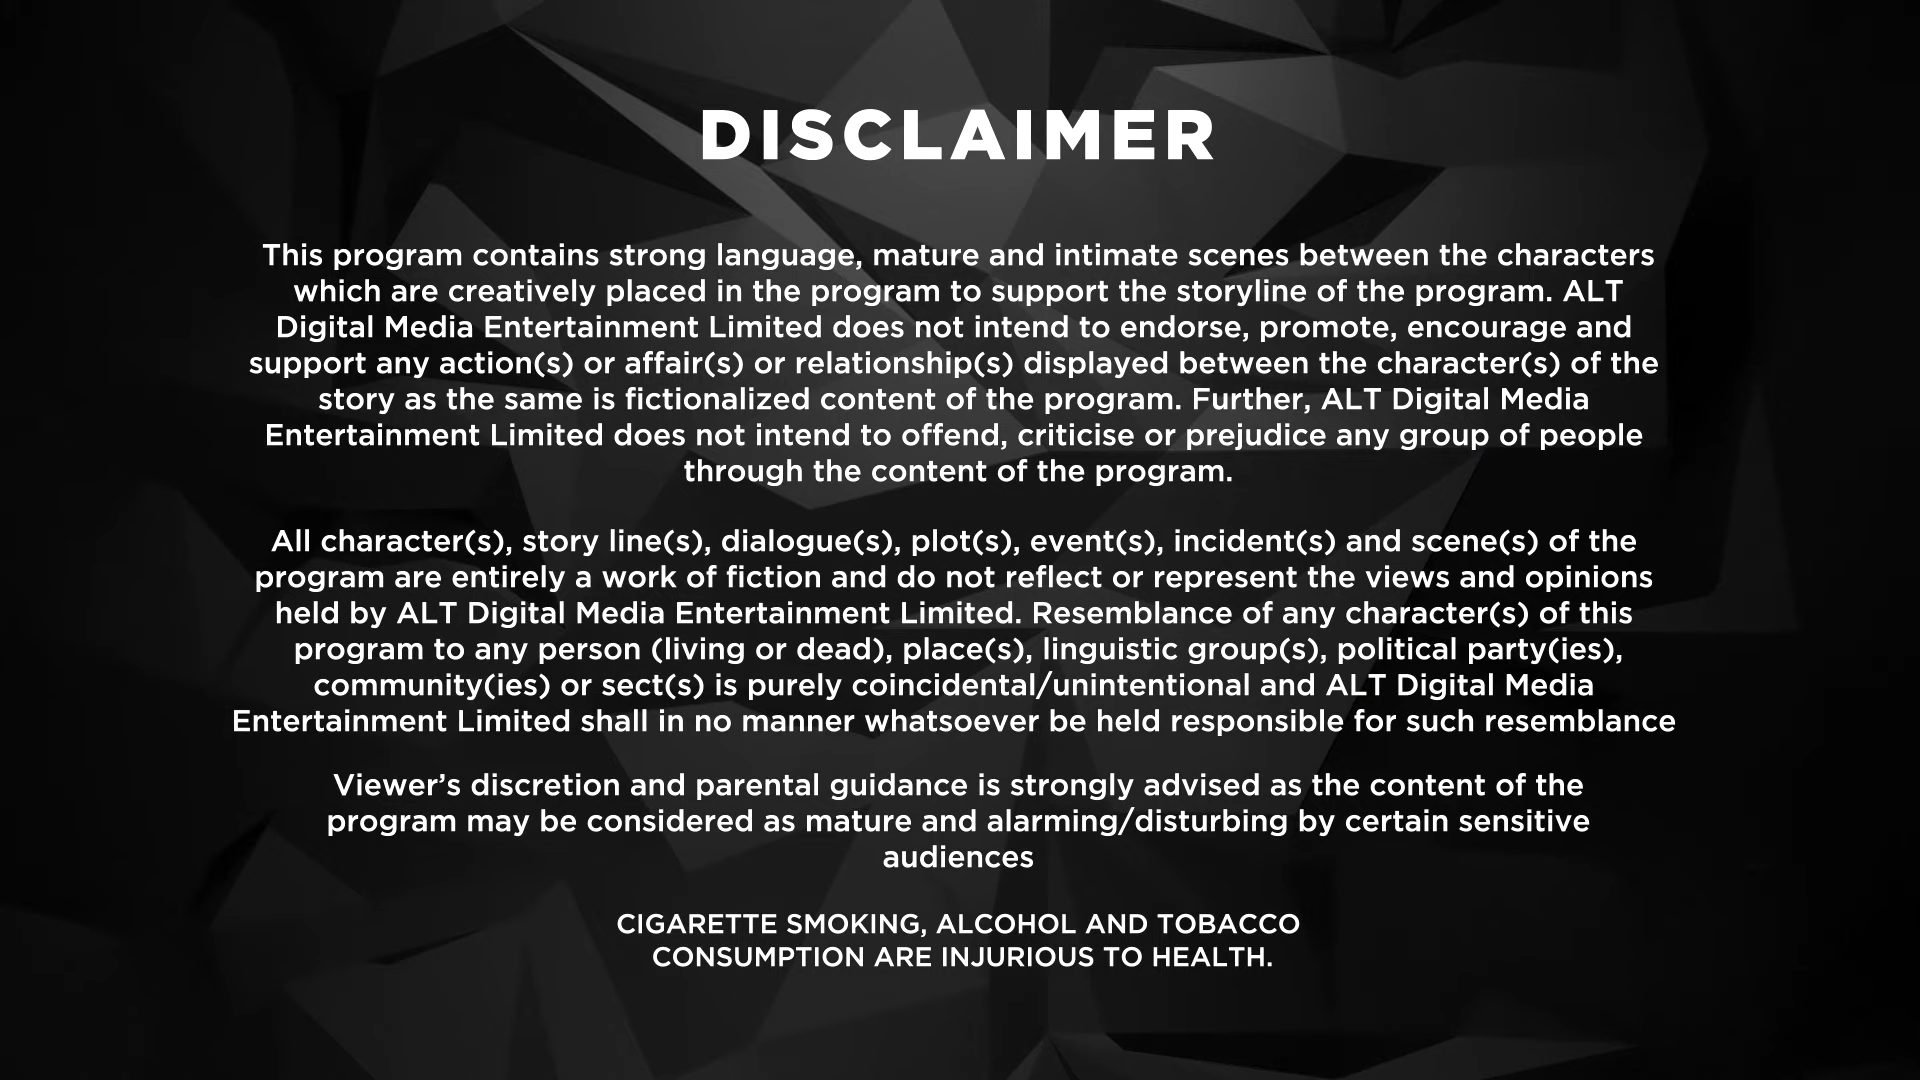 DISCLAIMER
This program contains strong language, mature and intimate scenes between the characters
which are creatively placed in the program to support the storyline of the program. ALT
Digital Media Entertainment Limited does not intend to endorse, promote, encourage and
support any action(s) or affair(s) or relationship(s) displayed between the character(s) of the
story as the same is fictionalized content of the program. Further, ALT Digital Media
Entertainment Limited does not intend to offend, criticise or prejudice any group of people
through the content of the program.
All character(s), story line(s), dialogue(s), plot(s), event(s), incident(s) and scene(s) of the
program are entirely a work of fiction and do not reflect or represent the views and opinions
held by ALT Digital Media Entertainment Limited. Resemblance of any character(s) of this
program to any person (living or dead), place(s), linguistic group(s), political party(ies),
community(ies) or sect(s) is purely coincidental/unintentional and ALT Digital Media
Entertainment Limited shall in no manner whatsoever be held responsible for such resemblance
Viewer’s discretion and parental guidance is strongly advised as the content of the
program may be considered as mature and alarming/disturbing by certain sensitive
audiences
CIGARETTE SMOKING, ALCOHOL AND TOBACCO
CONSUMPTION ARE INJURIOUS TO HEALTH.